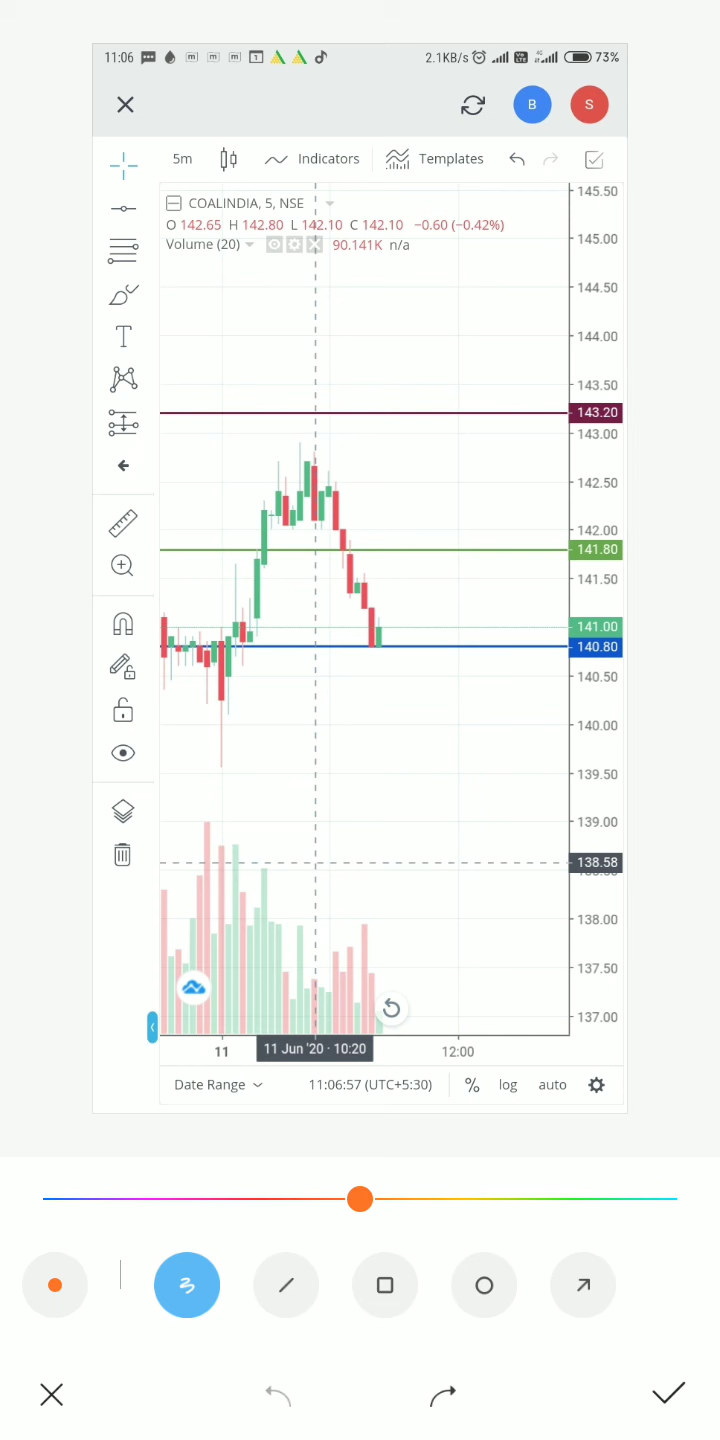 11:06 2.1KB/s 73%
B S
5m Indicators Templates
COALINDIA, 5, NSE
O 142.65 H 142.80 L 142.10 C 142.10 −0.60 (−0.42%)
Volume (20) 90.141K n/a
145.50
145.00
144.50
144.00
143.50
143.20
143.00
142.50
142.00
141.80
141.50
141.00
140.80
140.50
140.00
139.50
139.00
138.58
138.00
137.50
137.00
11 11 Jun '20 · 10:20 12:00
Date Range 11:06:57 (UTC+5:30) % log auto